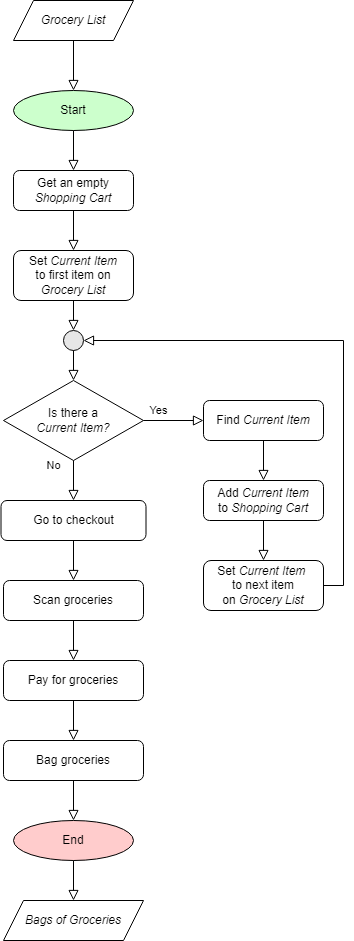 Grocery List
Start
Get an empty
Shopping Cart
Set Current Item
to first item on
Grocery List
Is there a
Current Item?
Yes
No
Find Current Item
Add Current Item
to Shopping Cart
Set Current Item
to next item
on Grocery List
Go to checkout
Scan groceries
Pay for groceries
Bag groceries
End
Bags of Groceries